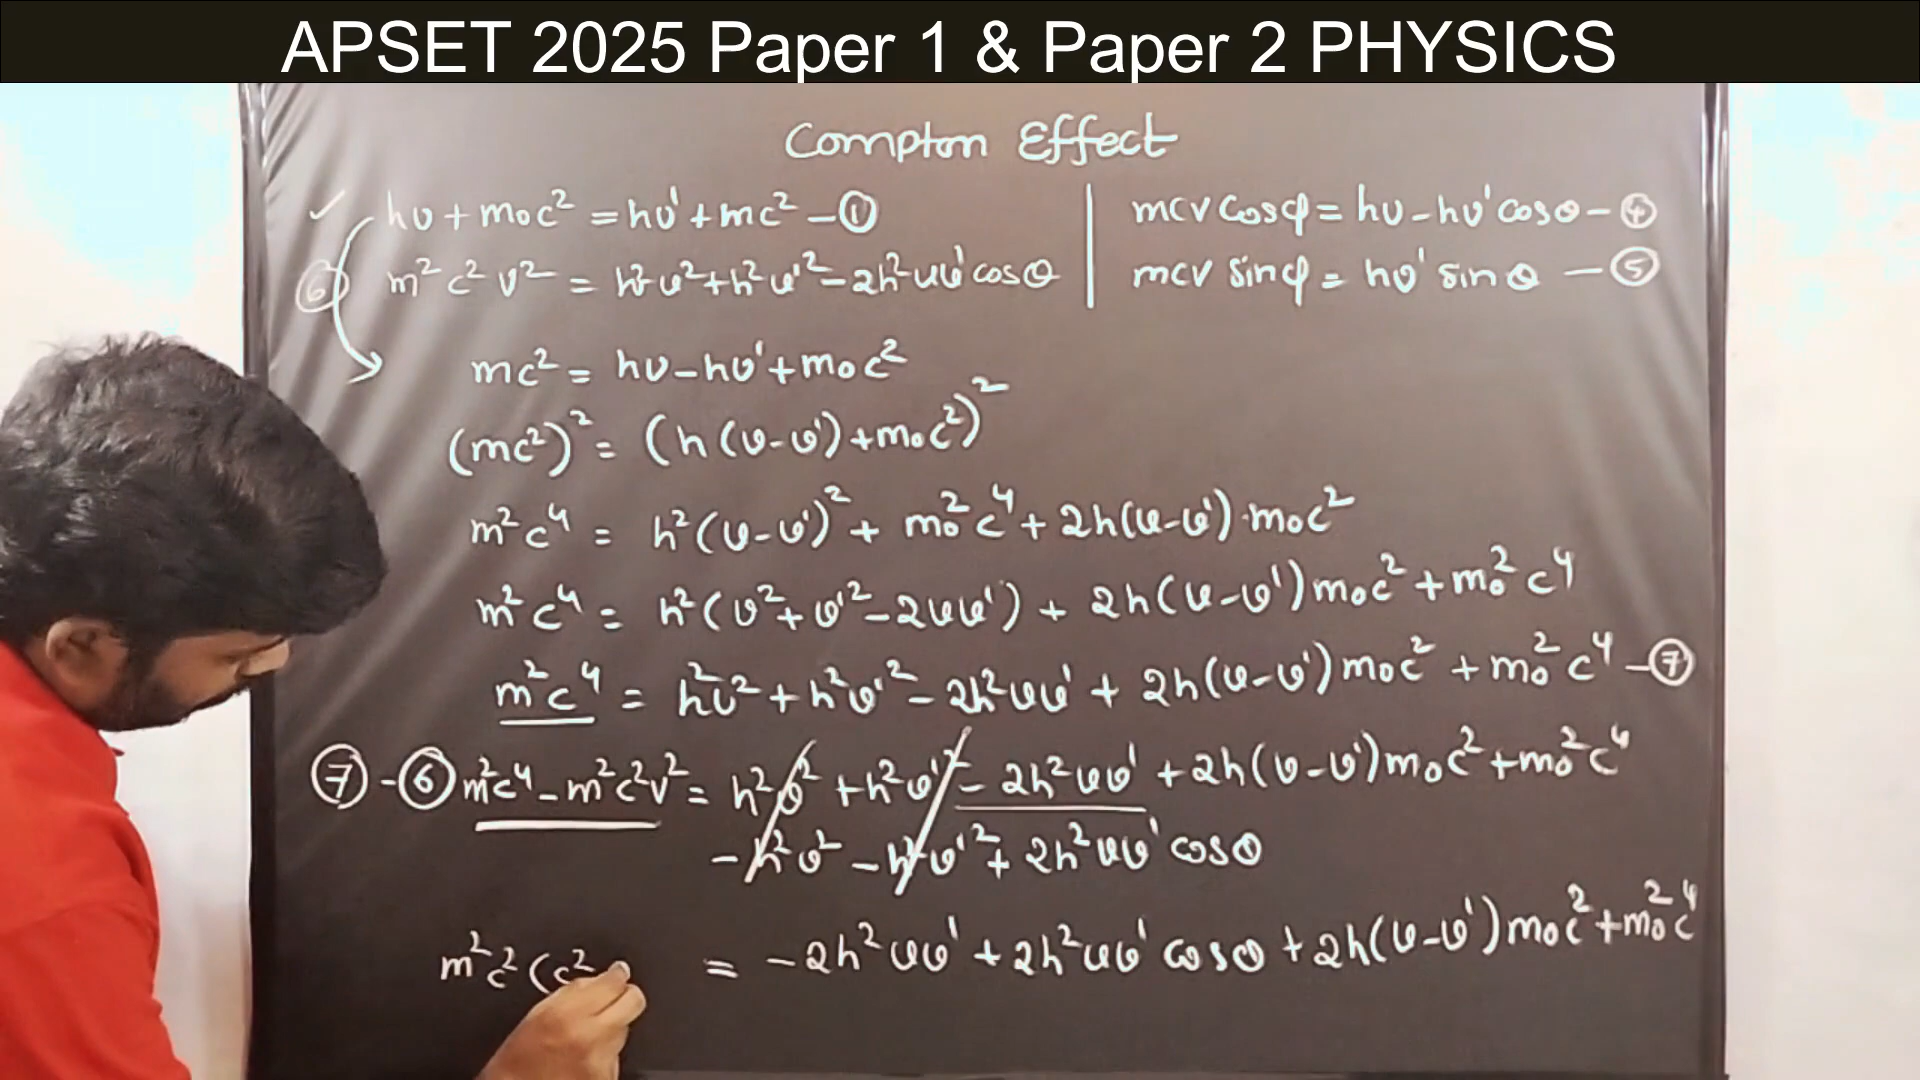 APSET 2025 Paper 1 & Paper 2 PHYSICS
Compton Effect
✓ hυ + m₀c² = hυ' + mc² – ①
⑥ m² c² v² = h²υ² + h²υ'² – 2h²υυ' cosθ
mcv cosφ = hυ – hυ' cosθ – ④
mcv sinφ = hυ' sinθ – ⑤
mc² = hυ – hυ' + m₀c²
(mc²)² = (h(υ-υ') + m₀c²)²
m²c⁴ = h²(υ-υ')² + m₀²c⁴ + 2h(υ-υ')·m₀c²
m²c⁴ = h²(υ² + υ'² – 2υυ') + 2h(υ-υ')m₀c² + m₀²c⁴
m²c⁴ = h²υ² + h²υ'² – 2h²υυ' + 2h(υ-υ')m₀c² + m₀²c⁴ – ⑦
⑦ - ⑥ m²c⁴ – m²c²v² = h²υ² + h²υ'² – 2h²υυ' + 2h(υ-υ')m₀c² + m₀²c⁴
– h²υ² – h²υ'² + 2h²υυ' cosθ
m²c²(c² = – 2h²υυ' + 2h²υυ' cosθ + 2h(υ-υ')m₀c² + m₀²c⁴